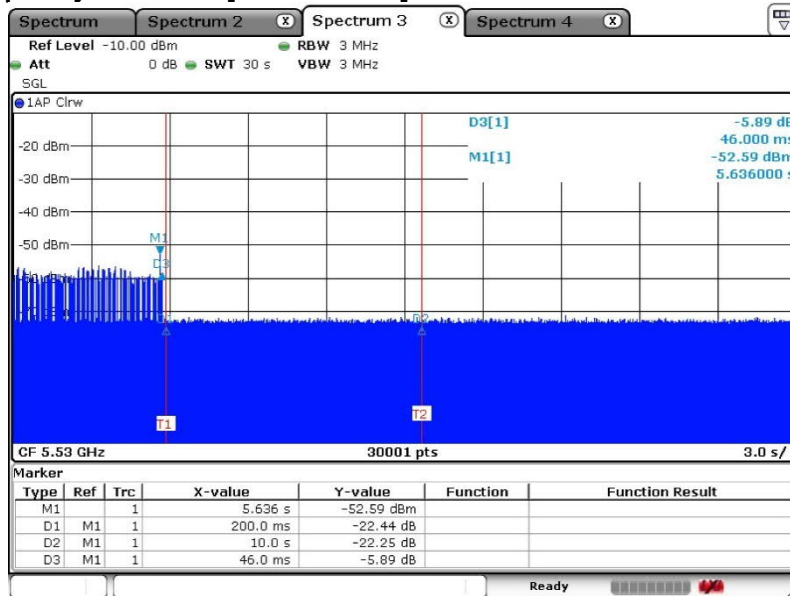 Spectrum Spectrum 2 X Spectrum 3 X Spectrum 4 X
Ref Level -10.00 dBm RBW 3 MHz
Att 0 dB SWT 30 s VBW 3 MHz
SGL
1AP Clrw
D3[1] -5.89 dB
46.000 ms
M1[1] -52.59 dBm
5.636000 s
-20 dBm
-30 dBm
-40 dBm
-50 dBm
M1
D3
D2
T1
T2
CF 5.53 GHz 30001 pts 3.0 s/
Marker
Type Ref Trc X-value Y-value Function Function Result
M1 1 5.636 s -52.59 dBm
D1 M1 1 200.0 ms -22.44 dB
D2 M1 1 10.0 s -22.25 dB
D3 M1 1 46.0 ms -5.89 dB
Ready